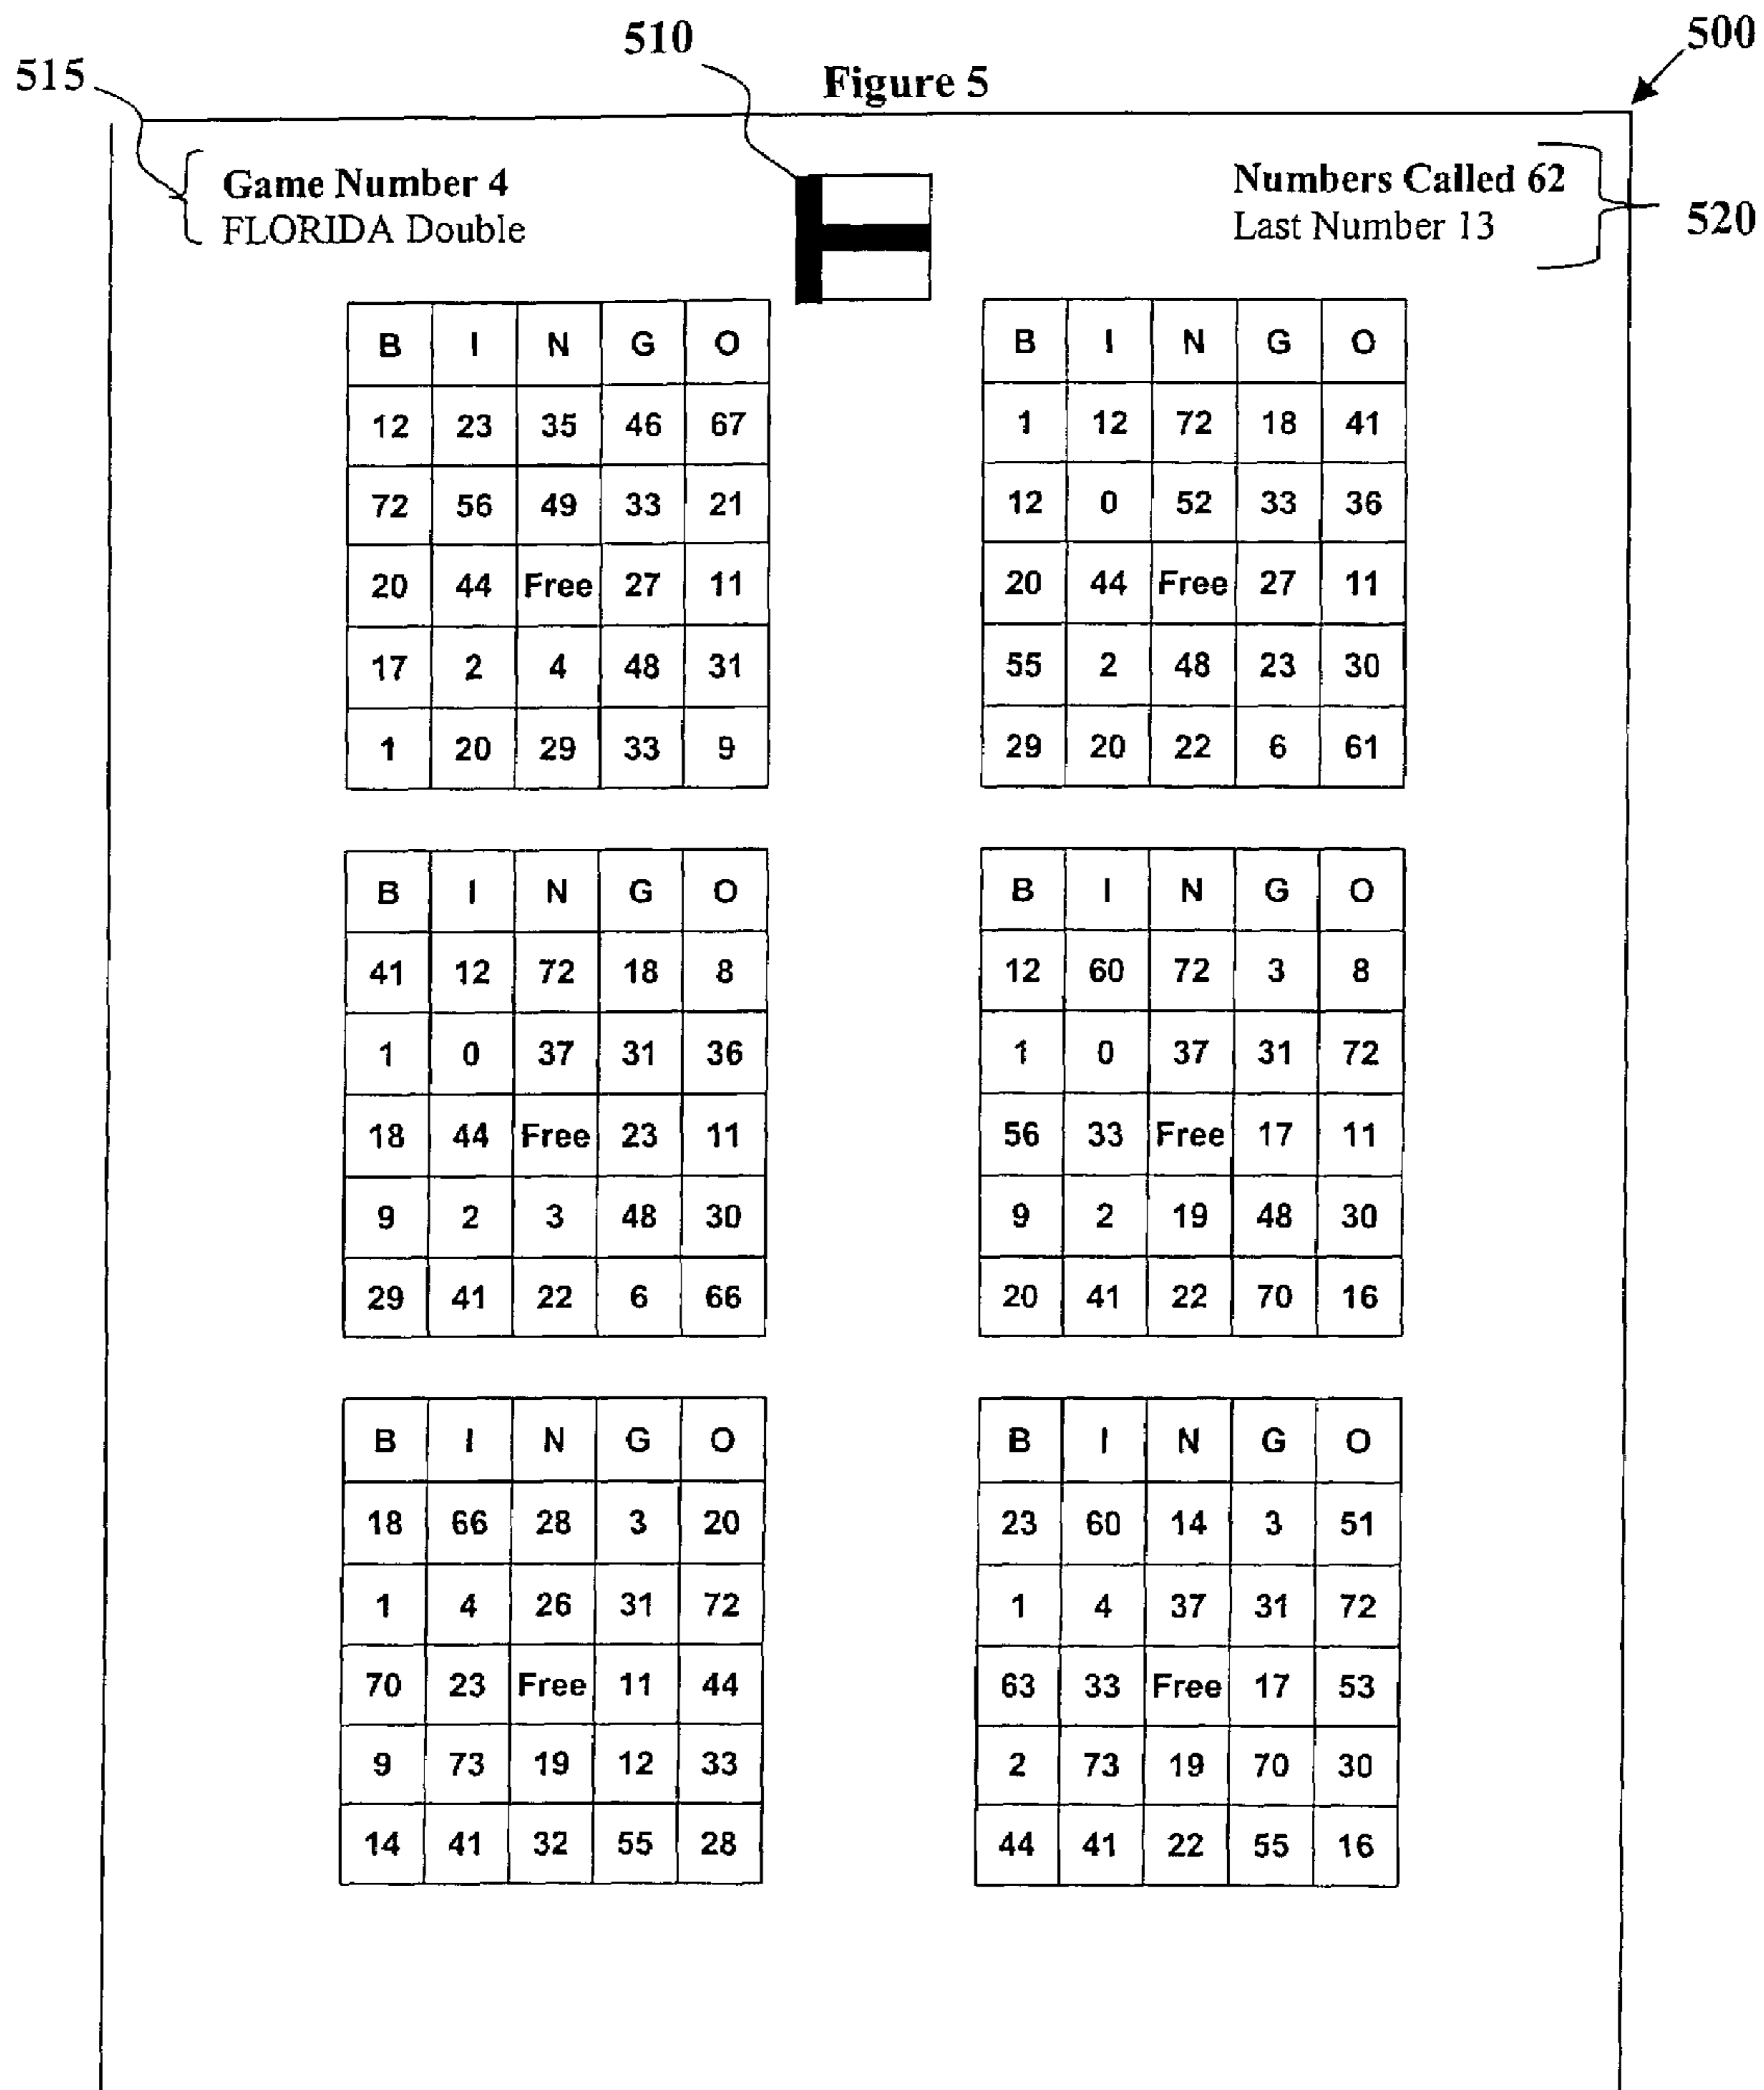 510
500
515
Figure 5
Game Number 4
FLORIDA Double
Numbers Called 62
Last Number 13
520
B I N G O
12 23 35 46 67
72 56 49 33 21
20 44 Free 27 11
17 2 4 48 31
1 20 29 33 9
B I N G O
1 12 72 18 41
12 0 52 33 36
20 44 Free 27 11
55 2 48 23 30
29 20 22 6 61
B I N G O
41 12 72 18 8
1 0 37 31 36
18 44 Free 23 11
9 2 3 48 30
29 41 22 6 66
B I N G O
12 60 72 3 8
1 0 37 31 72
56 33 Free 17 11
9 2 19 48 30
20 41 22 70 16
B I N G O
18 66 28 3 20
1 4 26 31 72
70 23 Free 11 44
9 73 19 12 33
14 41 32 55 28
B I N G O
23 60 14 3 51
1 4 37 31 72
63 33 Free 17 53
2 73 19 70 30
44 41 22 55 16